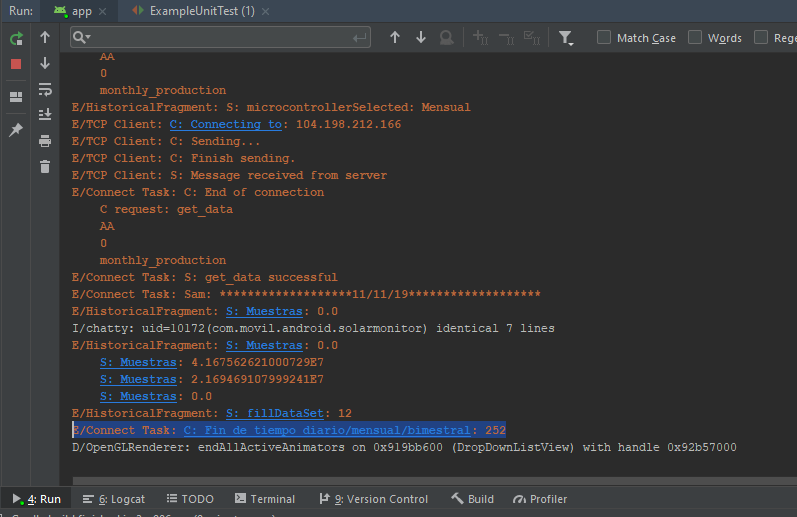 Run: app × ExampleUnitTest (1) ×
Match Case Words Rege
AA
0
monthly_production
E/HistoricalFragment: S: microcontrollerSelected: Mensual
E/TCP Client: C: Connecting to: 104.198.212.166
E/TCP Client: C: Sending...
E/TCP Client: C: Finish sending.
E/TCP Client: S: Message received from server
E/Connect Task: C: End of connection
C request: get_data
AA
0
monthly_production
E/Connect Task: S: get_data successful
E/Connect Task: Sam: *******************11/11/19*******************
E/HistoricalFragment: S: Muestras: 0.0
I/chatty: uid=10172(com.movil.android.solarmonitor) identical 7 lines
E/HistoricalFragment: S: Muestras: 0.0
S: Muestras: 4.167562621000729E7
S: Muestras: 2.169469107999241E7
S: Muestras: 0.0
E/HistoricalFragment: S: fillDataSet: 12
E/Connect Task: C: Fin de tiempo diario/mensual/bimestral: 252
D/OpenGLRenderer: endAllActiveAnimators on 0x919bb600 (DropDownListView) with handle 0x92b57000
4: Run 6: Logcat TODO Terminal 9: Version Control Build Profiler